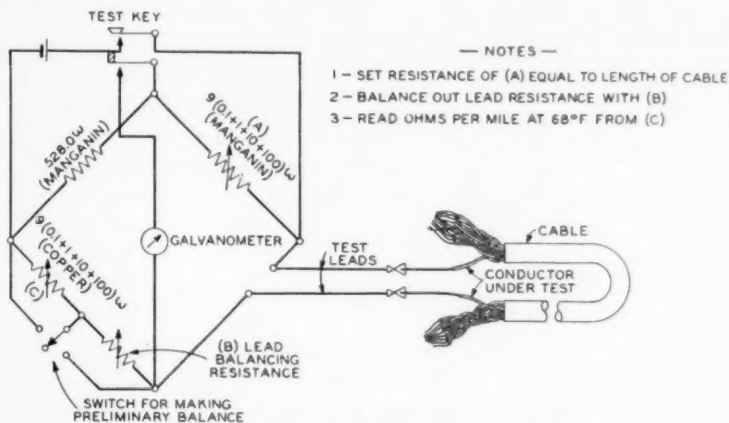 TEST KEY
— NOTES —
1 – SET RESISTANCE OF (A) EQUAL TO LENGTH OF CABLE
2 – BALANCE OUT LEAD RESISTANCE WITH (B)
3 – READ OHMS PER MILE AT 68°F FROM (C)
528.0 ω
(MANGANIN)
(A)
9(0.1+1+10+100)ω
(MANGANIN)
9(0.1+1+10+100)ω
(COPPER)
(C)
GALVANOMETER
TEST
LEADS
CABLE
CONDUCTOR
UNDER TEST
(B) LEAD
BALANCING
RESISTANCE
SWITCH FOR MAKING
PRELIMINARY BALANCE